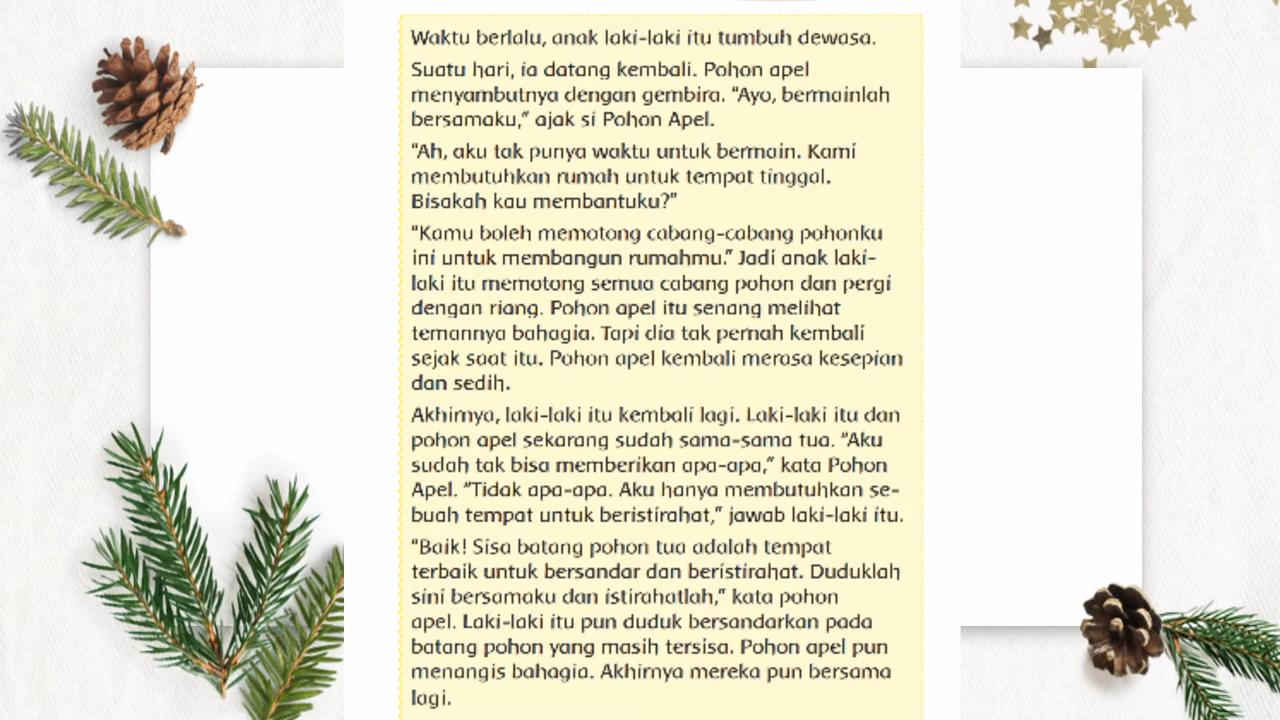 Waktu berlalu, anak laki-laki itu tumbuh dewasa.
Suatu hari, ia datang kembali. Pohon apel
menyambutnya dengan gembira. “Ayo, bermainlah
bersamaku,” ajak si Pohon Apel.
“Ah, aku tak punya waktu untuk bermain. Kami
membutuhkan rumah untuk tempat tinggal.
Bisakah kau membantuku?”
“Kamu boleh memotong cabang-cabang pohonku
ini untuk membangun rumahmu.” Jadi anak laki-
laki itu memotong semua cabang pohon dan pergi
dengan riang. Pohon apel itu senang melihat
temannya bahagia. Tapi dia tak pernah kembali
sejak saat itu. Pohon apel kembali merasa kesepian
dan sedih.
Akhirnya, laki-laki itu kembali lagi. Laki-laki itu dan
pohon apel sekarang sudah sama-sama tua. “Aku
sudah tak bisa memberikan apa-apa,” kata Pohon
Apel. “Tidak apa-apa. Aku hanya membutuhkan se-
buah tempat untuk beristirahat,” jawab laki-laki itu.
“Baik! Sisa batang pohon tua adalah tempat
terbaik untuk bersandar dan beristirahat. Duduklah
sini bersamaku dan istirahatlah,” kata pohon
apel. Laki-laki itu pun duduk bersandarkan pada
batang pohon yang masih tersisa. Pohon apel pun
menangis bahagia. Akhirnya mereka pun bersama
lagi.